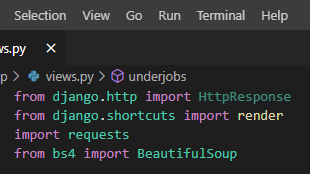 Selection View Go Run Terminal Help
ws.py ×
p > views.py > underjobs
from django.http import HttpResponse
from django.shortcuts import render
import requests
from bs4 import BeautifulSoup